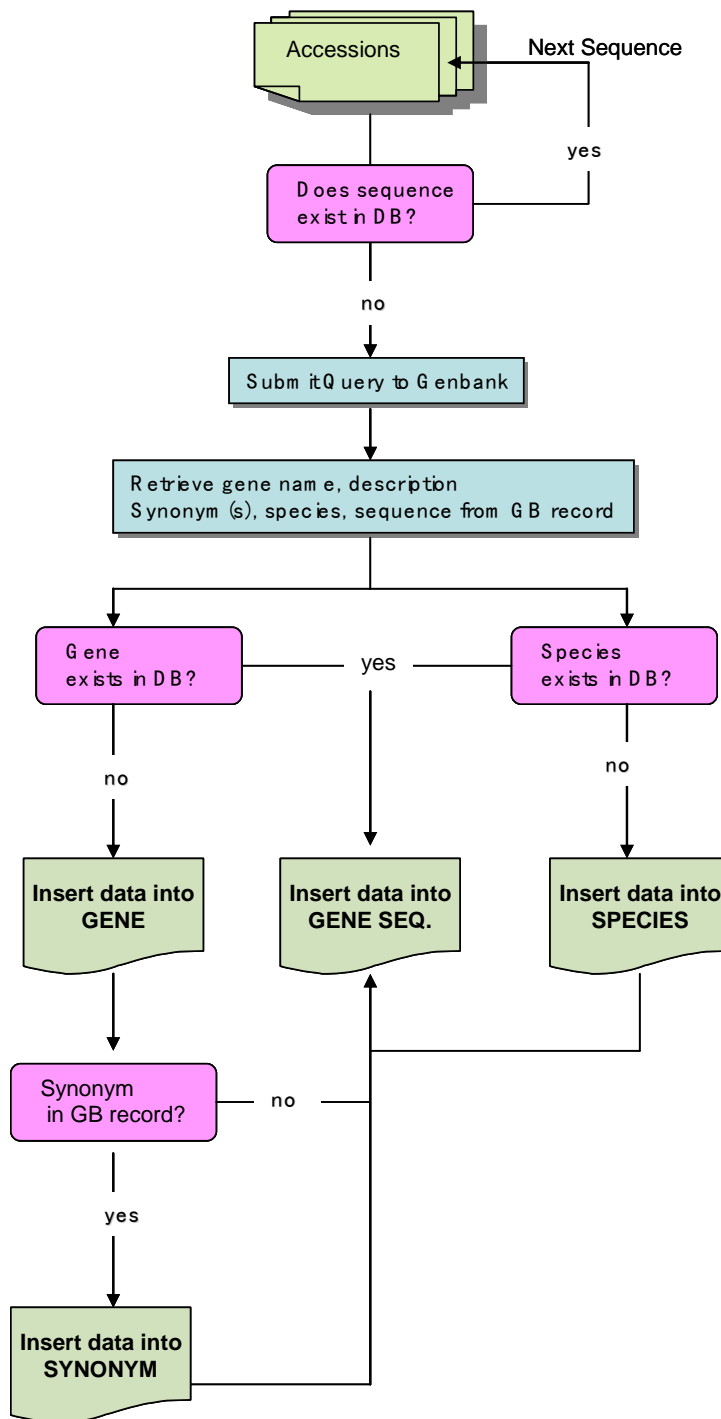 Accessions
Next Sequence
yes
Does sequence
exist in DB?
no
Submit Query to Genbank
Retrieve gene name, description
Synonym(s), species, sequence from GB record
Gene
exists in DB?
yes
Species
exists in DB?
no
no
Insert data into
GENE
Insert data into
GENE SEQ.
Insert data into
SPECIES
Synonym
in GB record?
no
yes
Insert data into
SYNONYM